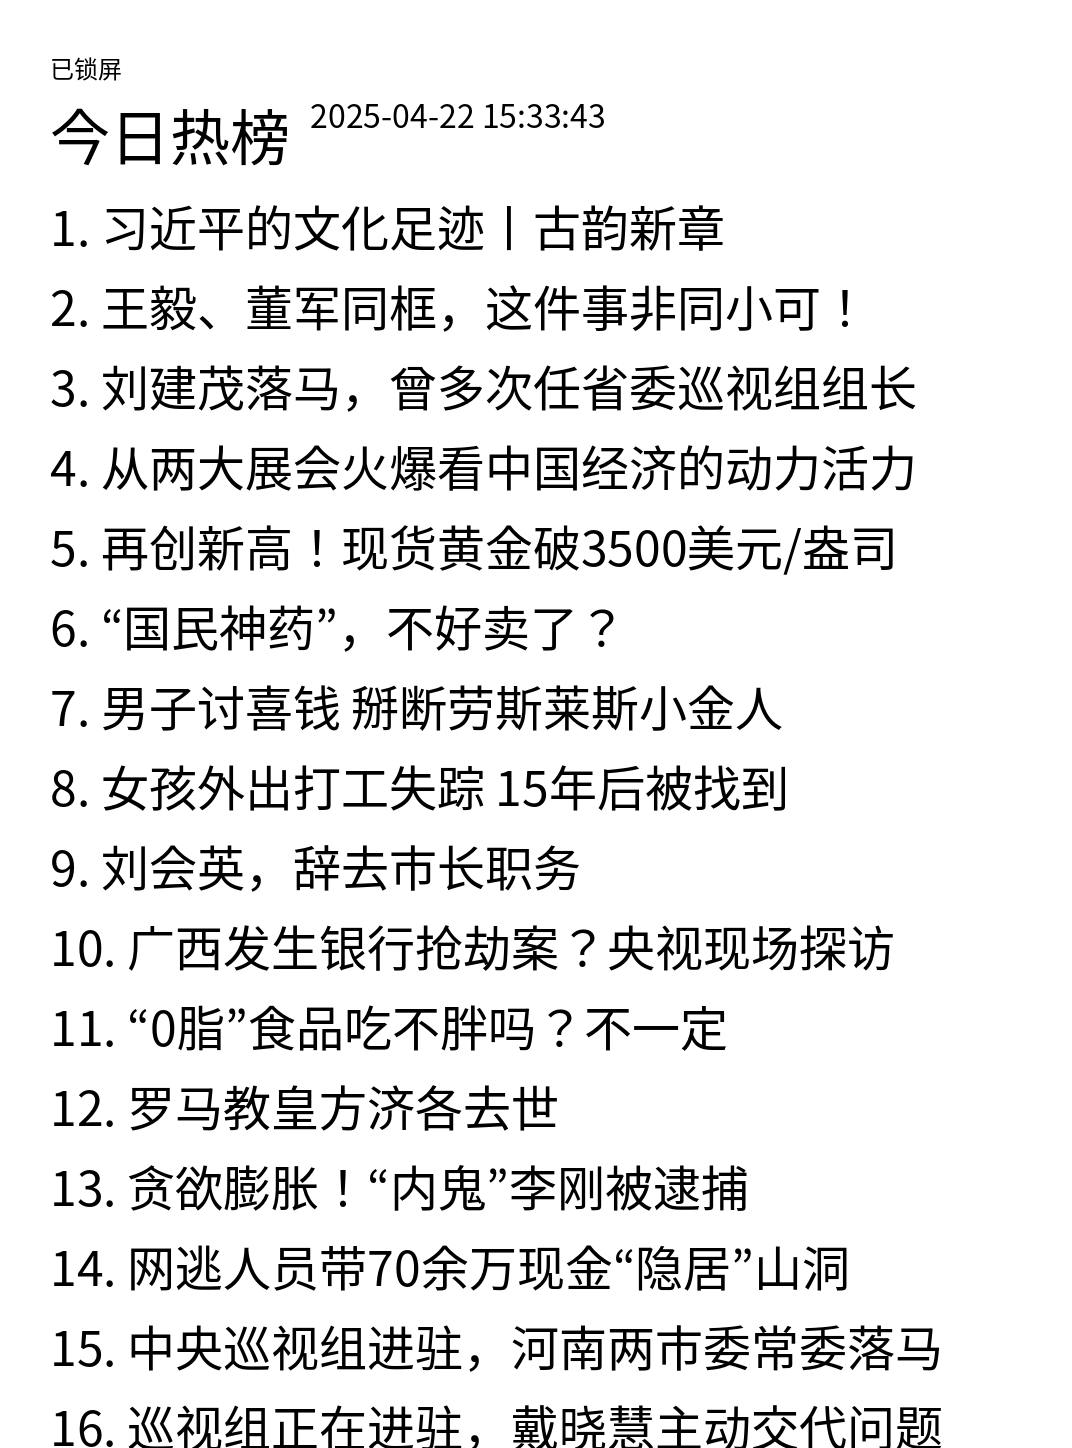 已锁屏
今日热榜 2025-04-22 15:33:43
1. 习近平的文化足迹丨古韵新章
2. 王毅、董军同框，这件事非同小可！
3. 刘建茂落马，曾多次任省委巡视组组长
4. 从两大展会火爆看中国经济的动力活力
5. 再创新高！现货黄金破3500美元/盎司
6. “国民神药”，不好卖了？
7. 男子讨喜钱 掰断劳斯莱斯小金人
8. 女孩外出打工失踪 15年后被找到
9. 刘会英，辞去市长职务
10. 广西发生银行抢劫案？央视现场探访
11. “0脂”食品吃不胖吗？不一定
12. 罗马教皇方济各去世
13. 贪欲膨胀！“内鬼”李刚被逮捕
14. 网逃人员带70余万现金“隐居”山洞
15. 中央巡视组进驻，河南两市委常委落马
16. 巡视组正在进驻，戴晓慧主动交代问题